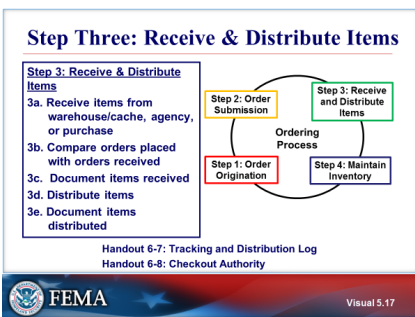 Step Three: Receive & Distribute Items
Step 3: Receive & Distribute
Items
3a. Receive items from
warehouse/cache, agency,
or purchase
3b. Compare orders placed
with orders received
3c. Document items received
3d. Distribute items
3e. Document items
distributed
Step 2: Order
Submission
Step 3: Receive
and Distribute
Items
Ordering
Process
Step 1: Order
Origination
Step 4: Maintain
Inventory
Handout 6-7: Tracking and Distribution Log
Handout 6-8: Checkout Authority
FEMA
Visual 5.17